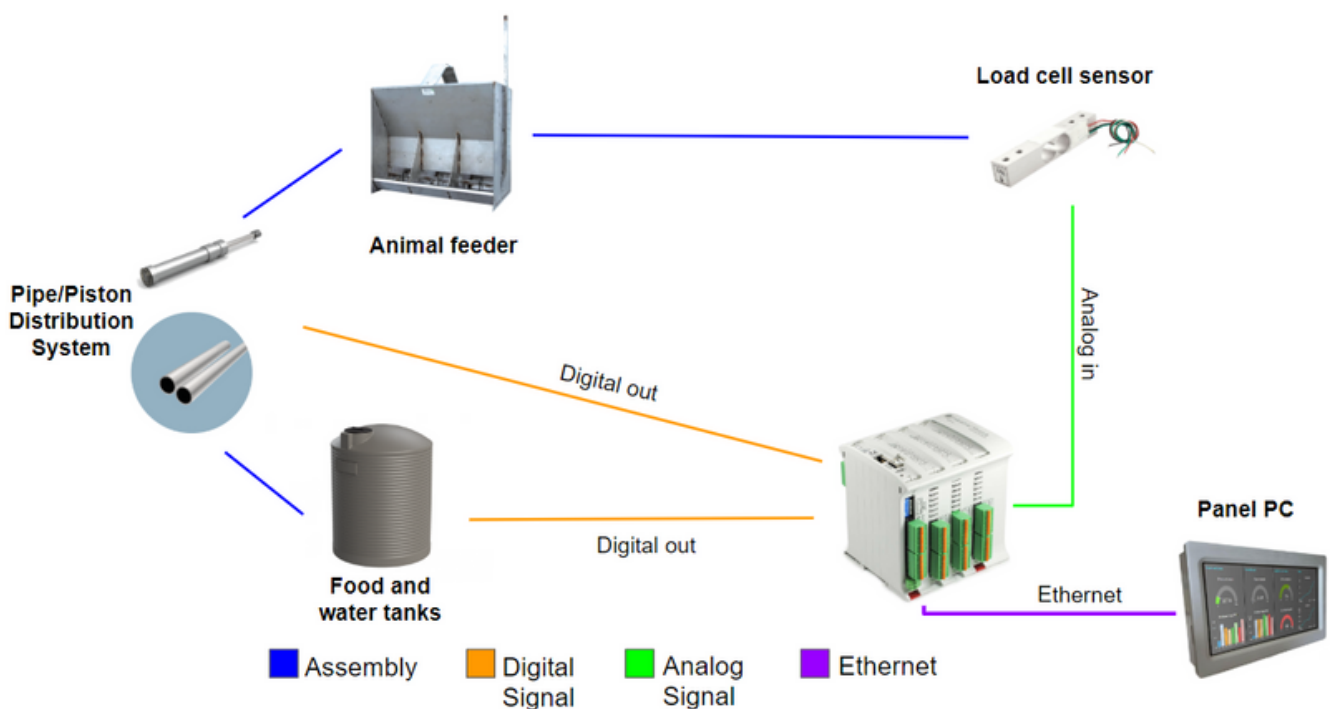 Load cell sensor
Animal feeder
Pipe/Piston
Distribution
System
Digital out
Analog in
Digital out
Panel PC
Ethernet
Food and
water tanks
Assembly
Digital
Signal
Analog
Signal
Ethernet